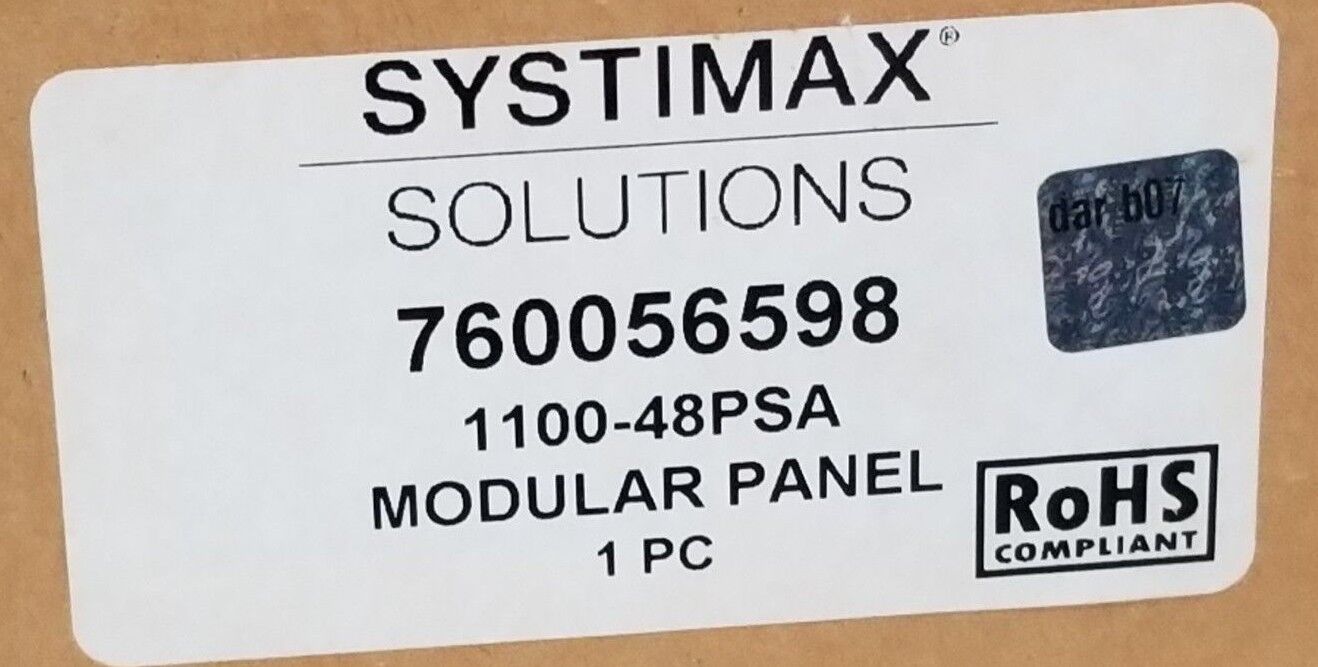 SYSTIMAX®
SOLUTIONS
dar b07
760056598
1100-48PSA
MODULAR PANEL
1 PC
RoHS
COMPLIANT